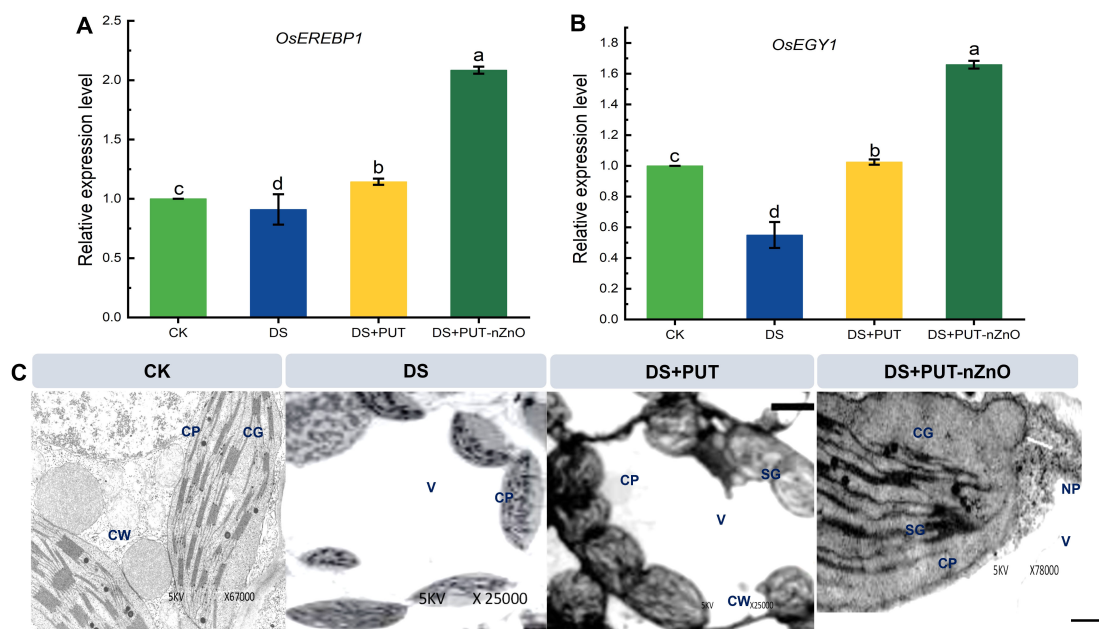 A
OsEREBP1
Relative expression level
2.5
2.0
1.5
1.0
0.5
0.0
c
d
b
a
CK
DS
DS+PUT
DS+PUT-nZnO
B
OsEGY1
Relative expression level
1.8
1.6
1.4
1.2
1.0
0.8
0.6
0.4
0.2
0.0
c
d
b
a
CK
DS
DS+PUT
DS+PUT-nZnO
C
CK
DS
DS+PUT
DS+PUT-nZnO
CP
CG
CW
5KV
X67000
V
CP
5KV
X 25000
CP
SG
V
5KV
CW
X25000
CG
NP
SG
V
CP
5KV
X78000